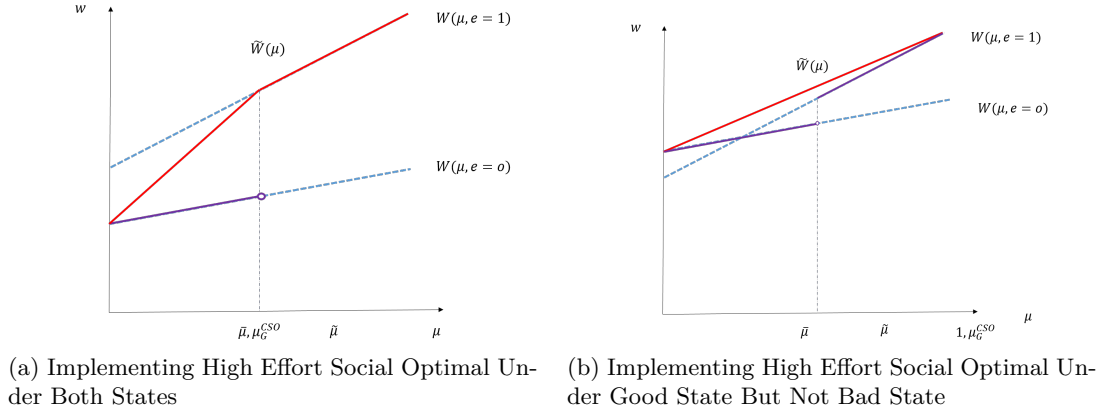 w
W(μ, e = 1)
W̃(μ)
W(μ, e = o)
μ̄, μ_G^CSO
μ̃
μ
(a) Implementing High Effort Social Optimal Un-
der Both States
w
W(μ, e = 1)
W̃(μ)
W(μ, e = o)
μ̄
μ̃
1, μ_G^CSO
μ
(b) Implementing High Effort Social Optimal Un-
der Good State But Not Bad State